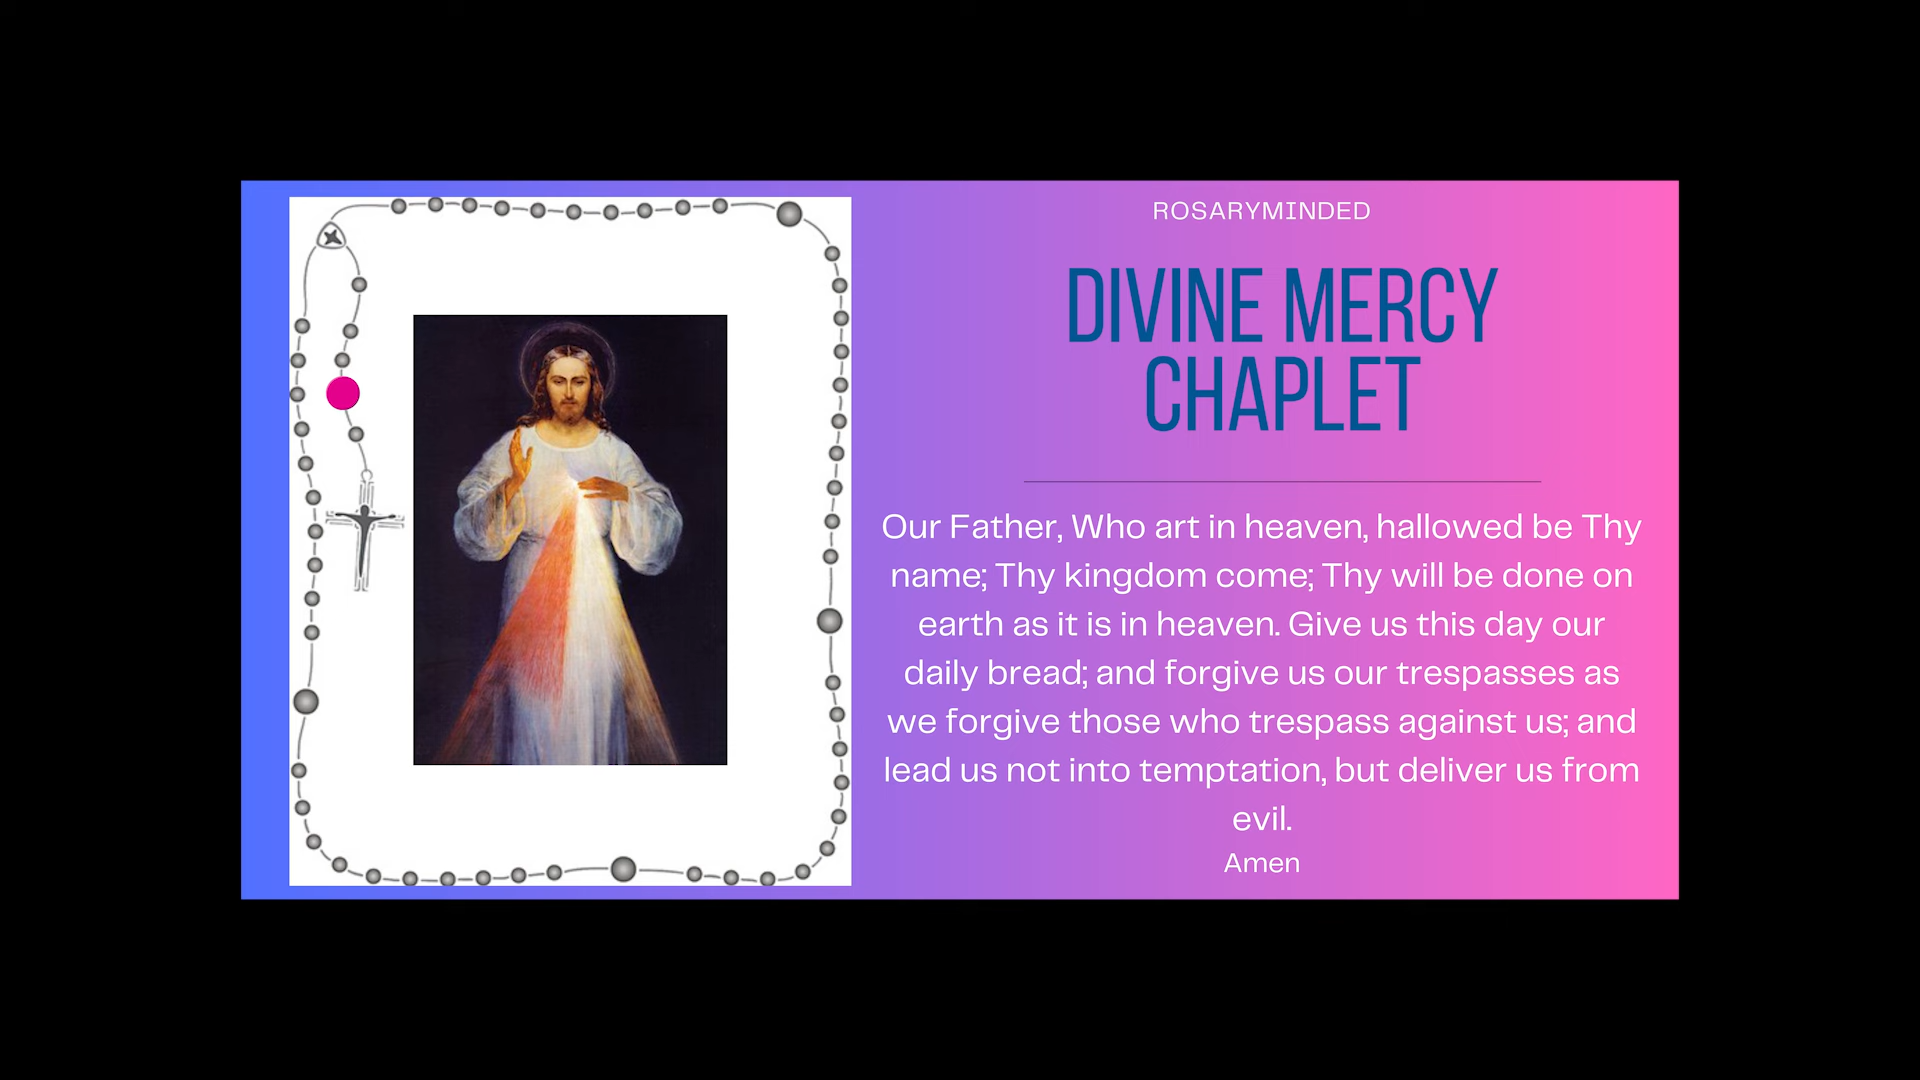 ROSARYMINDED
DIVINE MERCY
CHAPLET
Our Father, Who art in heaven, hallowed be Thy
name; Thy kingdom come; Thy will be done on
earth as it is in heaven. Give us this day our
daily bread; and forgive us our trespasses as
we forgive those who trespass against us; and
lead us not into temptation, but deliver us from
evil.
Amen